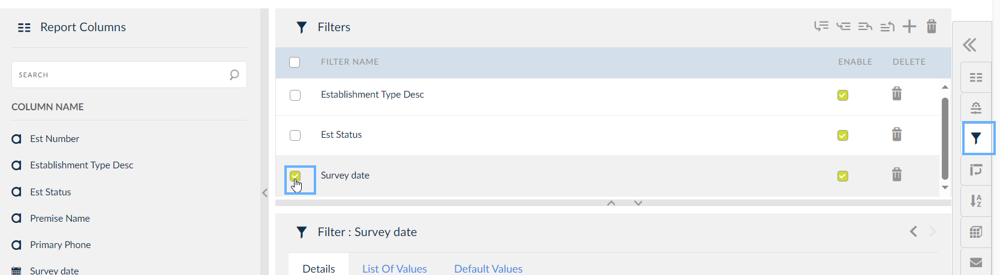 Report Columns
SEARCH
COLUMN NAME
Est Number
Establishment Type Desc
Est Status
Premise Name
Primary Phone
Survey date
Filters
FILTER NAME ENABLE DELETE
Establishment Type Desc
Est Status
Survey date
Filter : Survey date
Details List Of Values Default Values